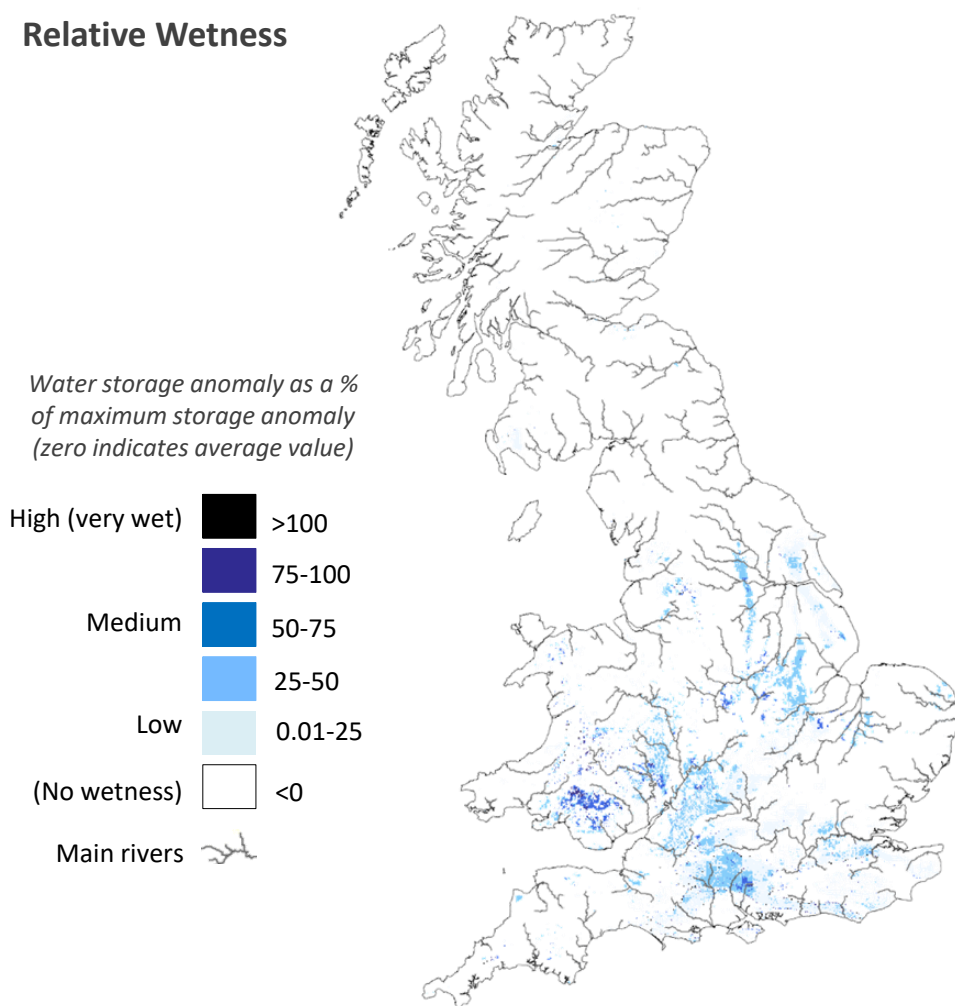 Relative Wetness
Water storage anomaly as a %
of maximum storage anomaly
(zero indicates average value)
High (very wet) >100
75-100
Medium 50-75
25-50
Low 0.01-25
(No wetness) <0
Main rivers